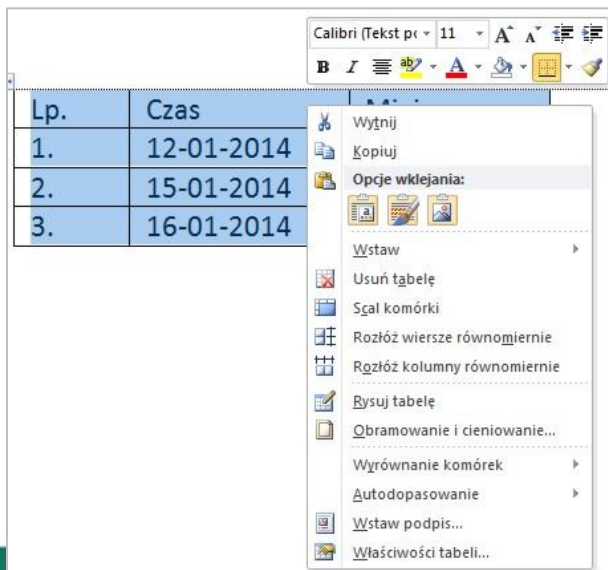 Calibri (Tekst po 11 A A
B I ab A
Lp. Czas
1. 12-01-2014
2. 15-01-2014
3. 16-01-2014
Wytnij
Kopiuj
Opcje wklejania:
a
Wstaw
Usuń tabelę
Scal komórki
Rozłóż wiersze równomiernie
Rozłóż kolumny równomiernie
Rysuj tabelę
Obramowanie i cieniowanie...
Wyrównanie komórek
Autodopasowanie
Wstaw podpis...
Właściwości tabeli...